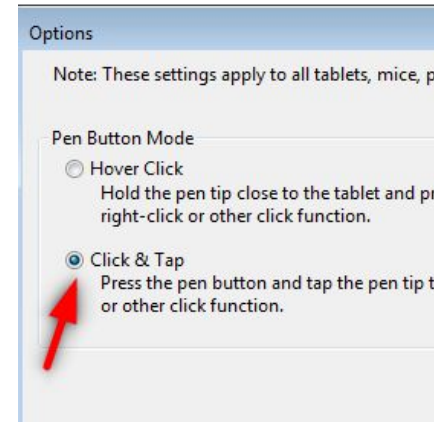 Options
Note: These settings apply to all tablets, mice,
Pen Button Mode
Hover Click
Hold the pen tip close to the tablet and
right-click or other click function.
Click & Tap
Press the pen button and tap the pen tip
or other click function.